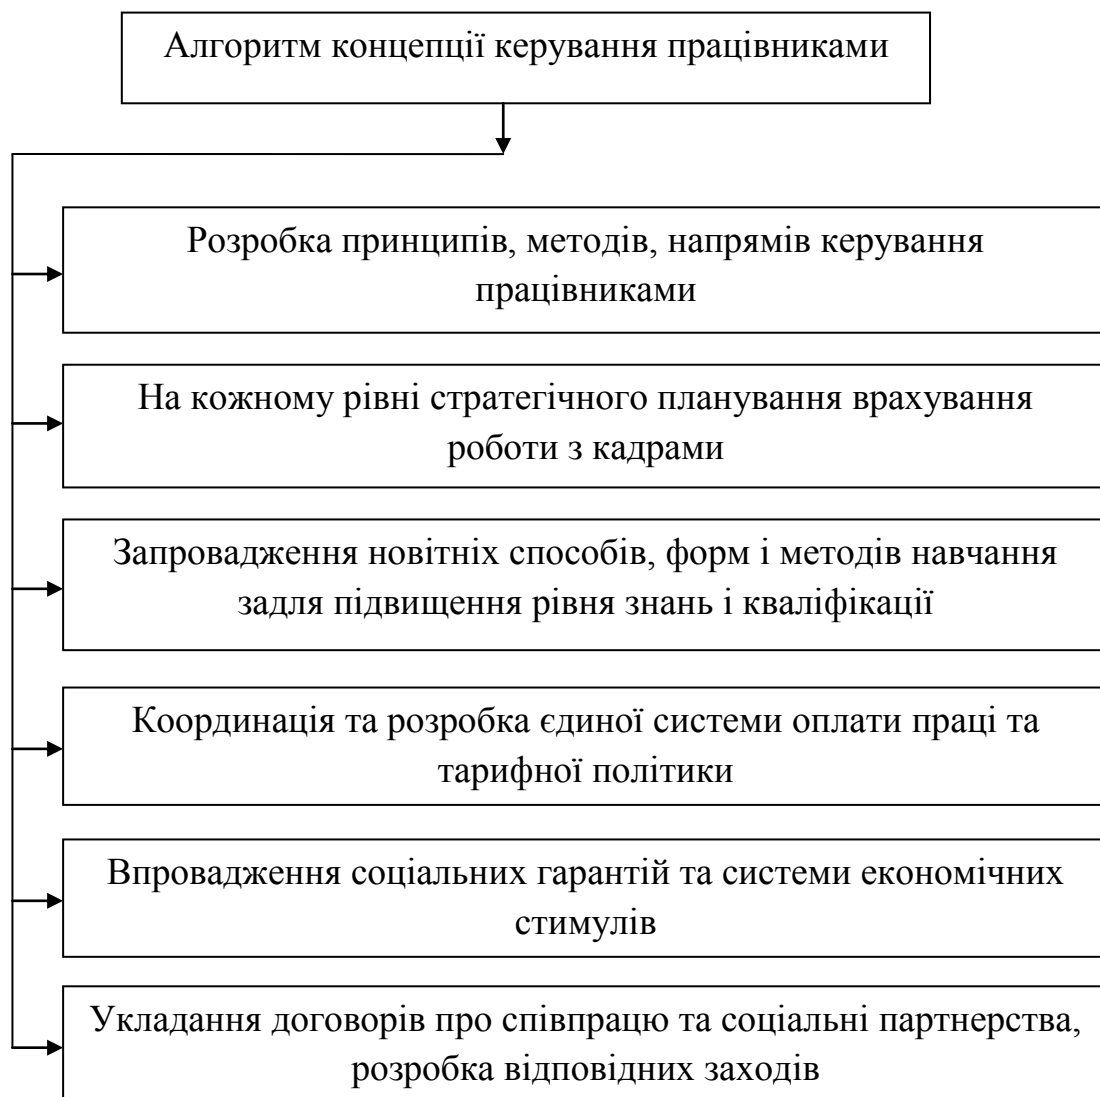 Алгоритм концепції керування працівниками
Розробка принципів, методів, напрямів керування
працівниками
На кожному рівні стратегічного планування врахування
роботи з кадрами
Запровадження новітніх способів, форм і методів навчання
задля підвищення рівня знань і кваліфікації
Координація та розробка єдиної системи оплати праці та
тарифної політики
Впровадження соціальних гарантій та системи економічних
стимулів
Укладання договорів про співпрацю та соціальні партнерства,
розробка відповідних заходів